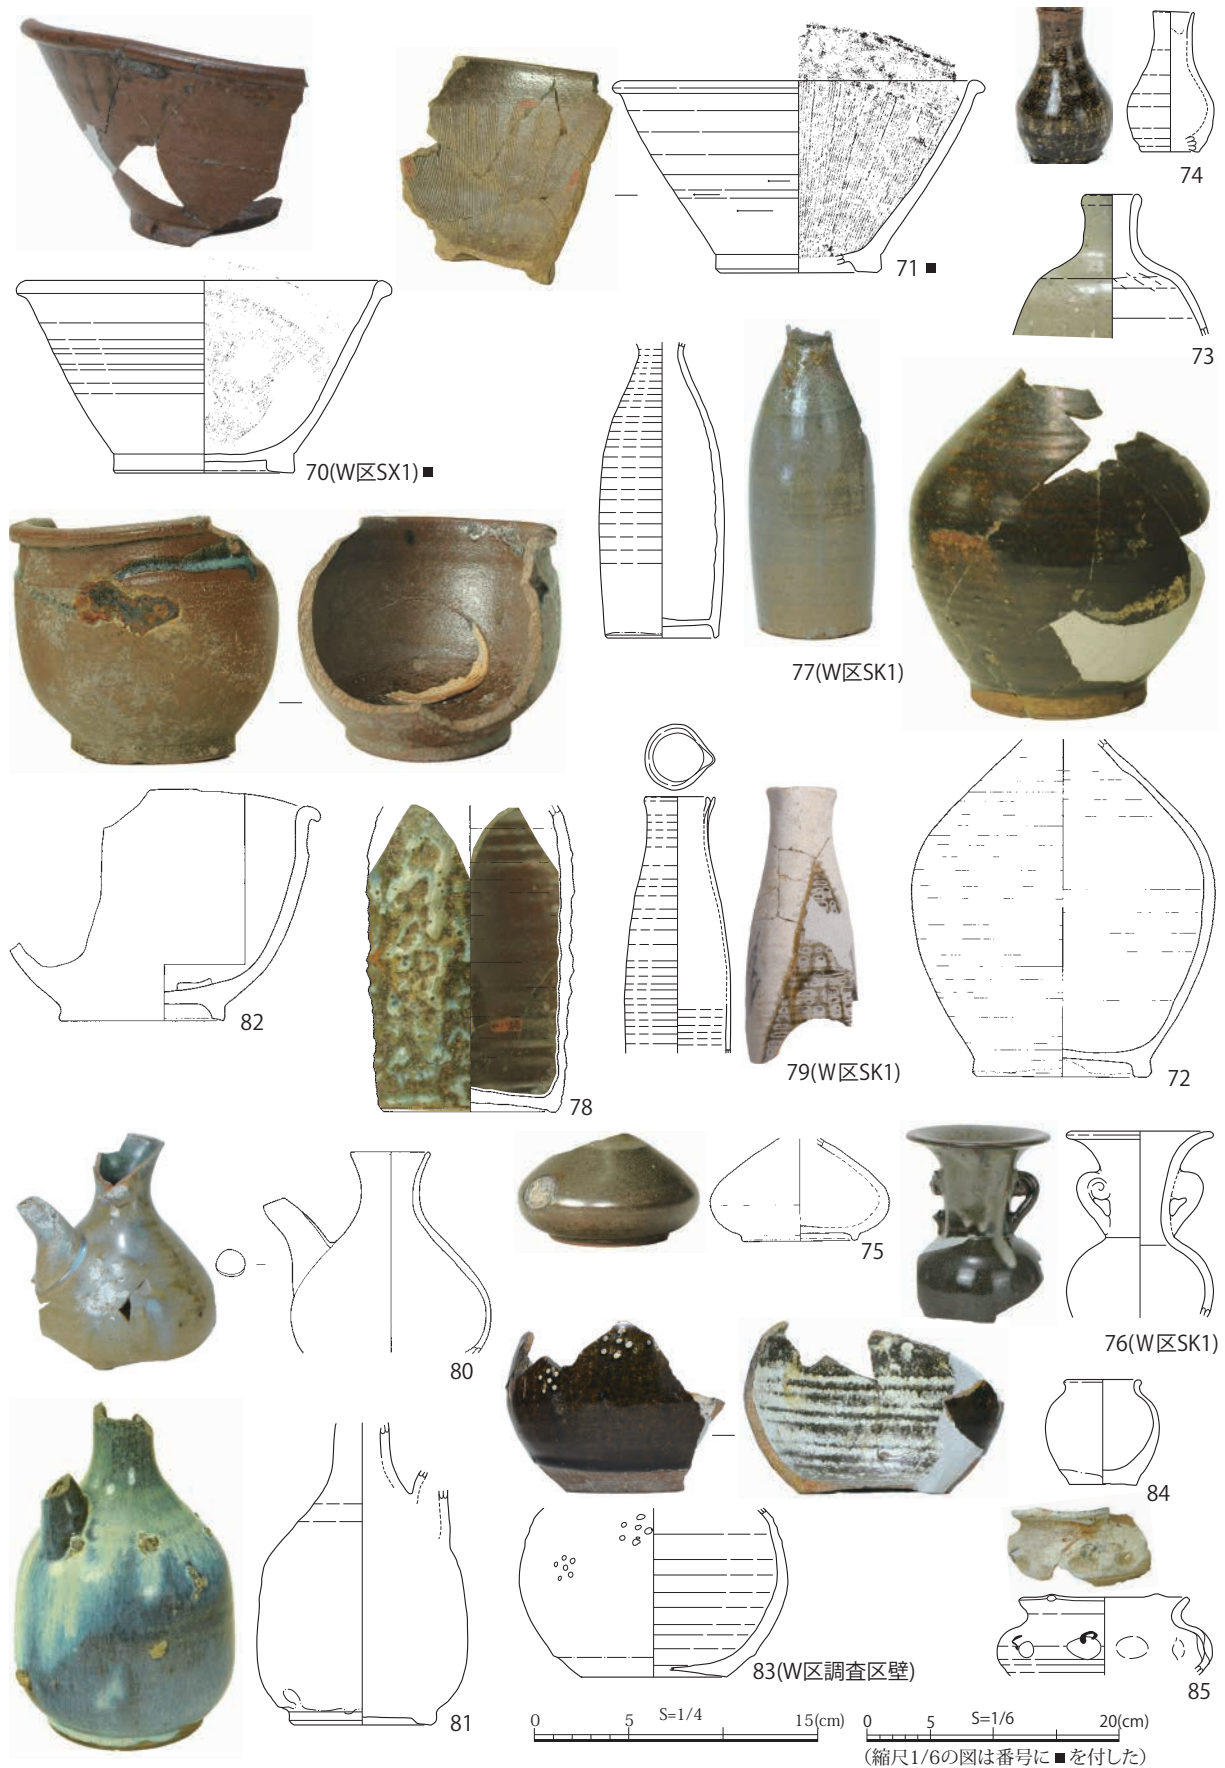 74
71 ■
73
70(W区SX1) ■
77(W区SK1)
82
78
79(W区SK1)
72
75
80
76(W区SK1)
84
83(W区調査区壁)
81
85
0 5 S=1/4 15(cm)
0 5 S=1/6 20(cm)
(縮尺1/6の図は番号に ■ を付した)